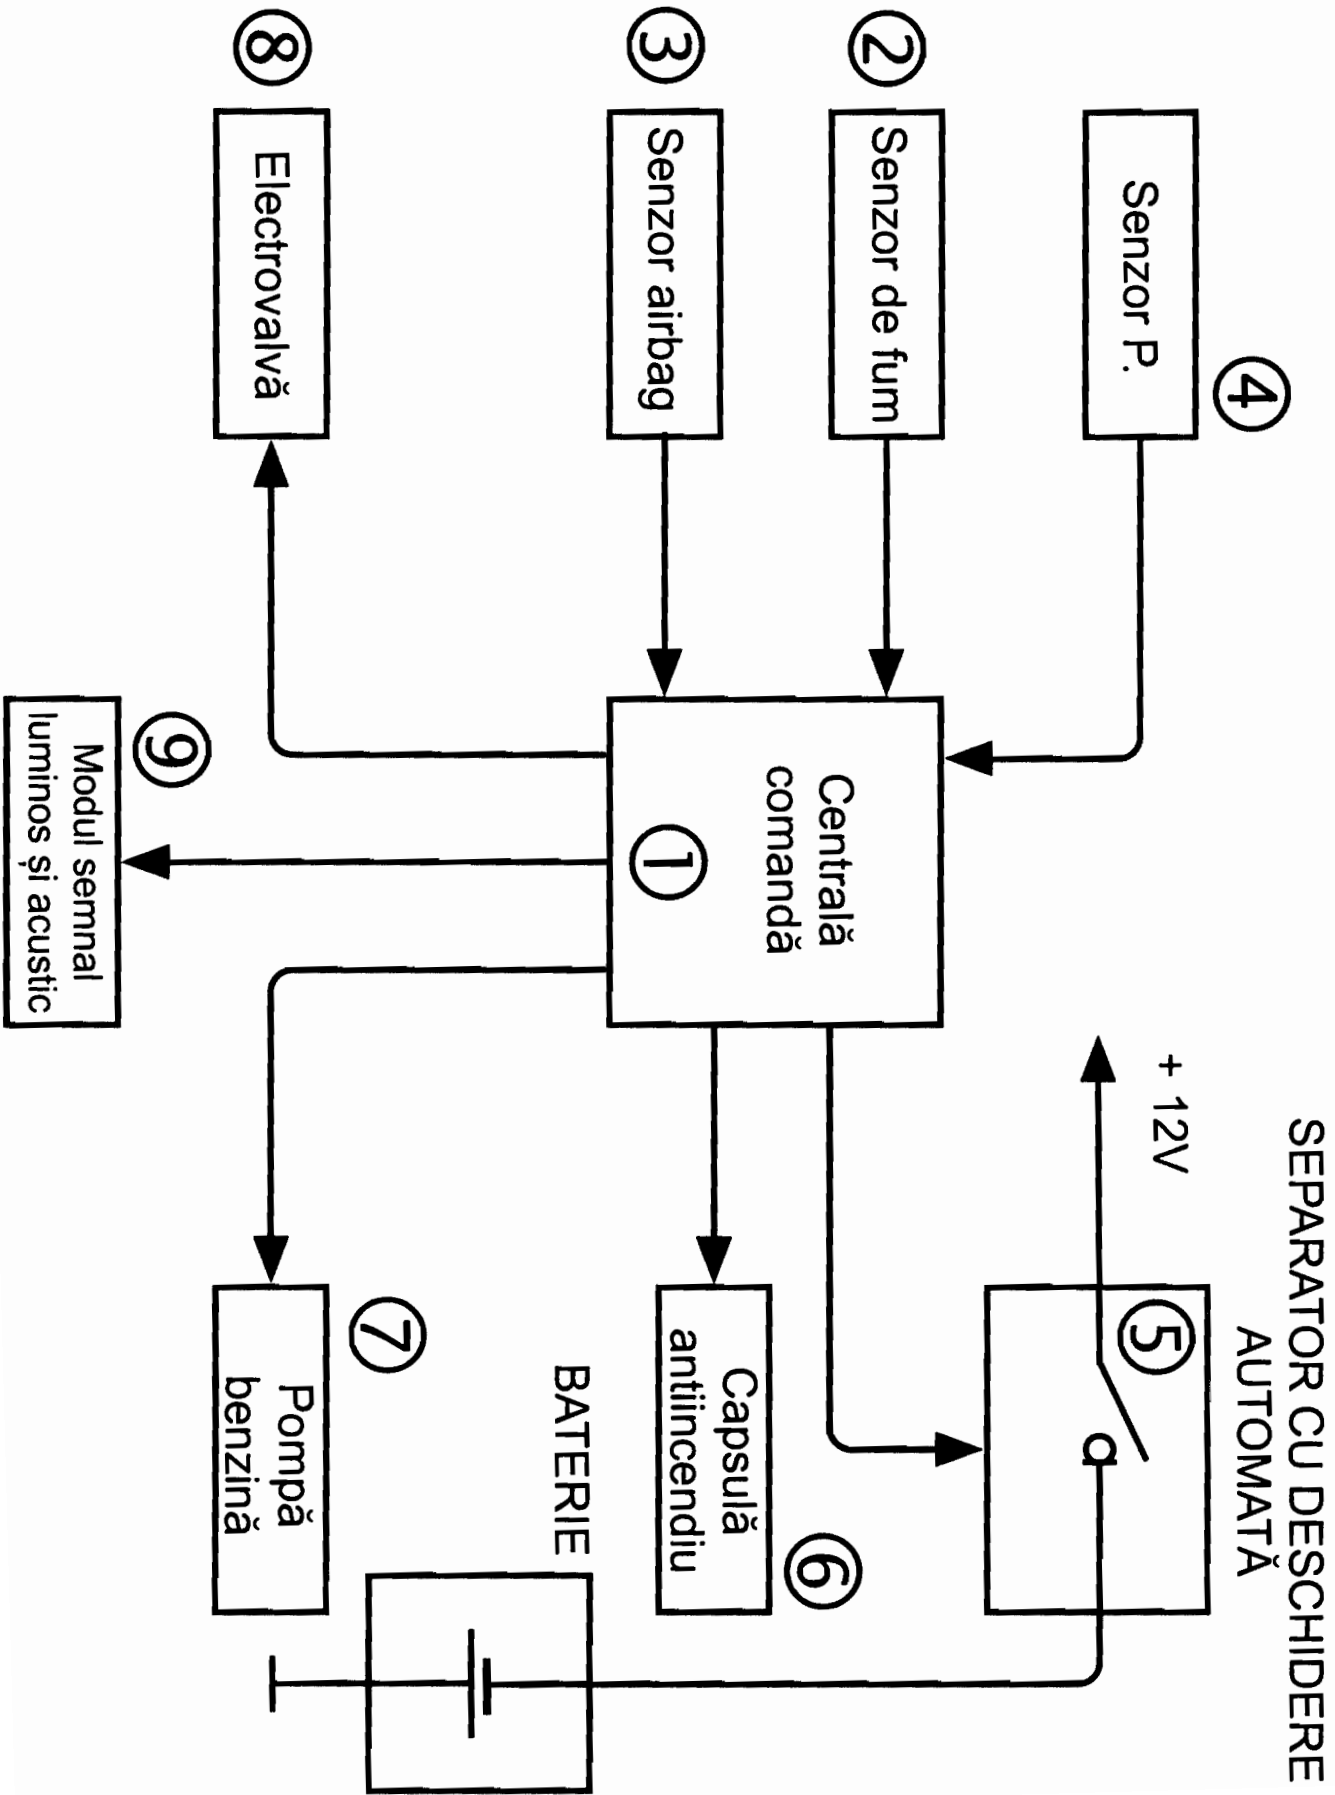 SEPARATOR CU DESCHIDERE
AUTOMATĂ
4
Senzor P.
+ 12V
5
2
Senzor de fum
Centrală
comandă
1
6
Capsulă
antiincendiu
3
Senzor airbag
BATERIE
7
Pompă
benzină
8
Electrovalvă
9
Modul semnal
luminos și acustic